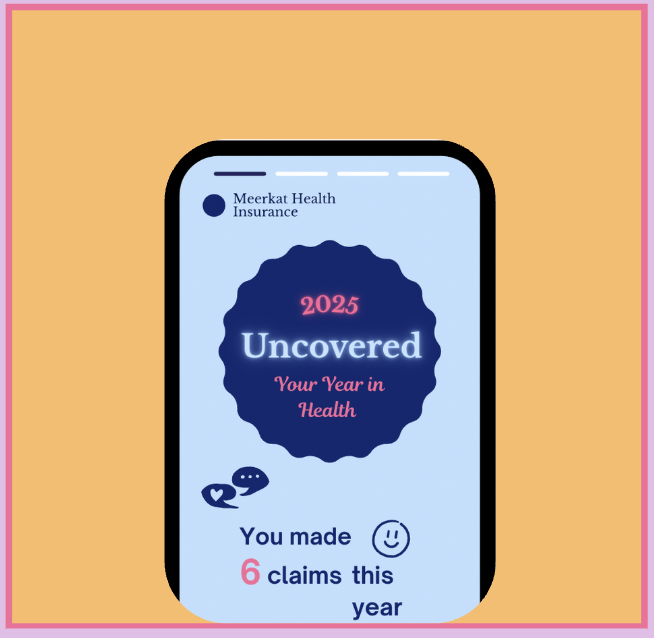 Meerkat Health
Insurance
2025
Uncovered
Your Year in
Health
You made
6 claims this
year